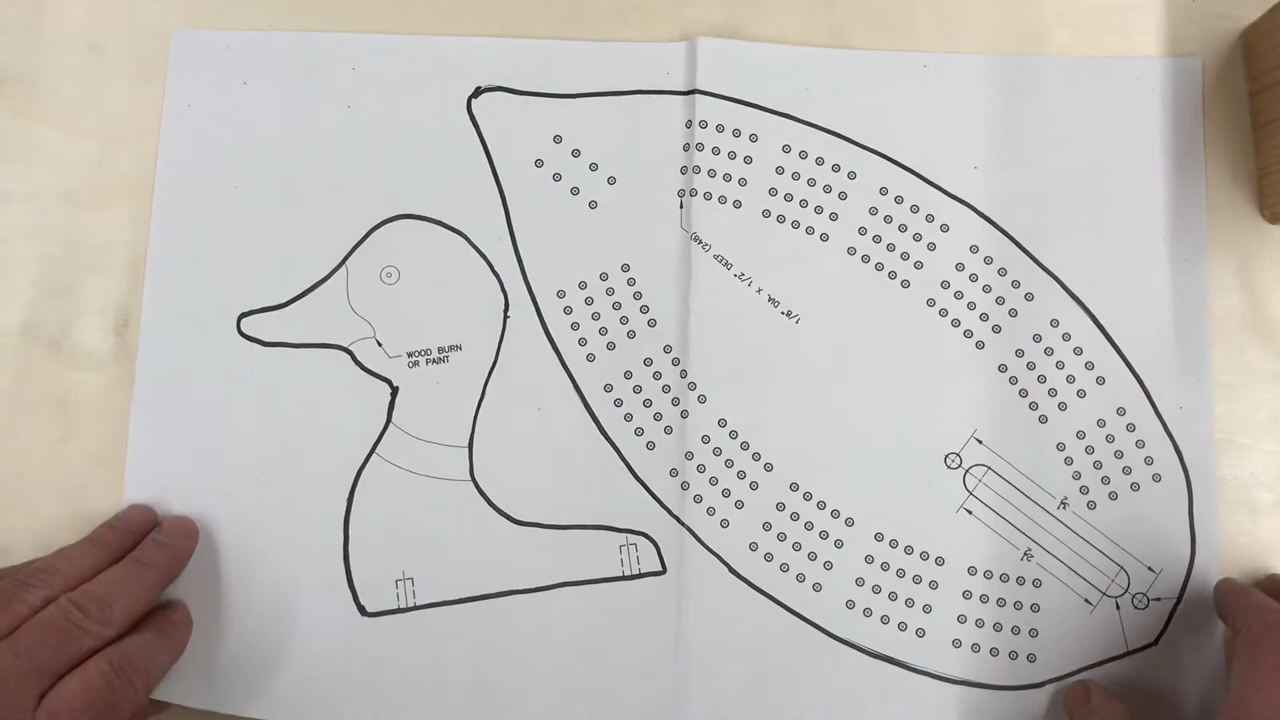 WOOD BURN
OR PAINT
1/8" DIA. X 1/2" DEEP (248)